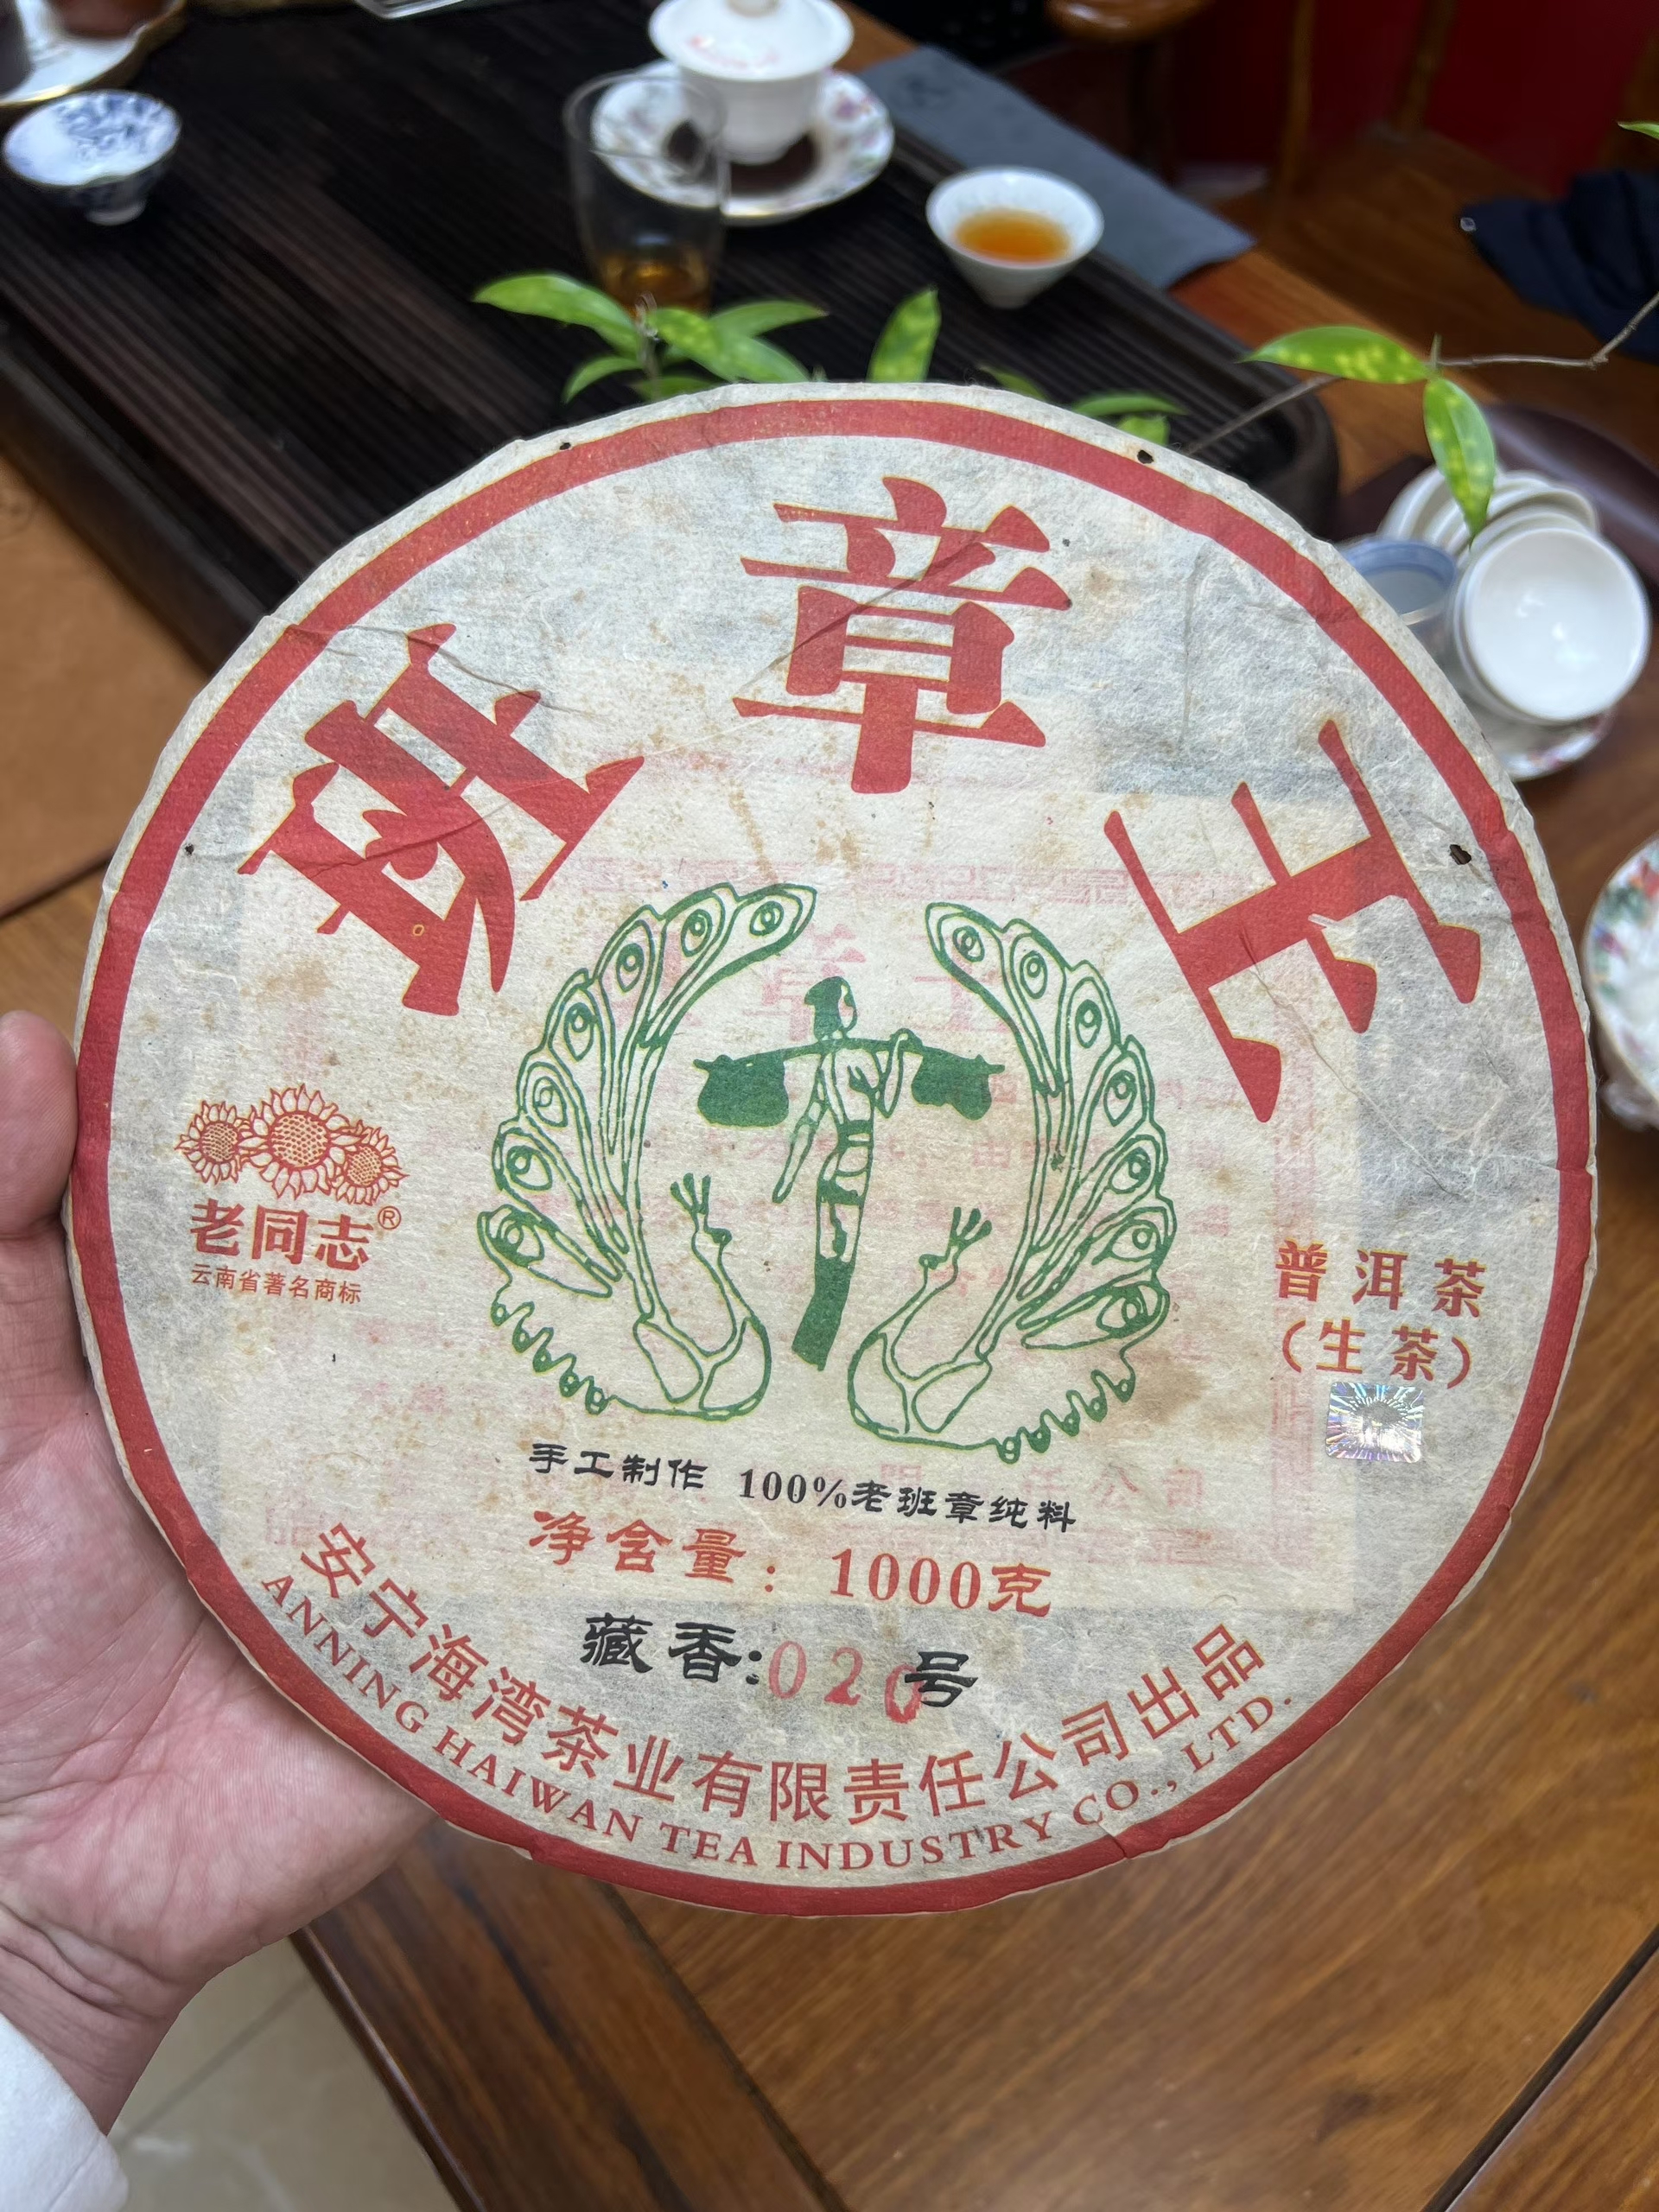 班章王
老同志®
云南省著名商标
普洱茶
（生茶）
手工制作 100%老班章纯料
净含量：1000克
藏香:020号
安宁海湾茶业有限责任公司出品
ANNING HAIWAN TEA INDUSTRY CO., LTD.